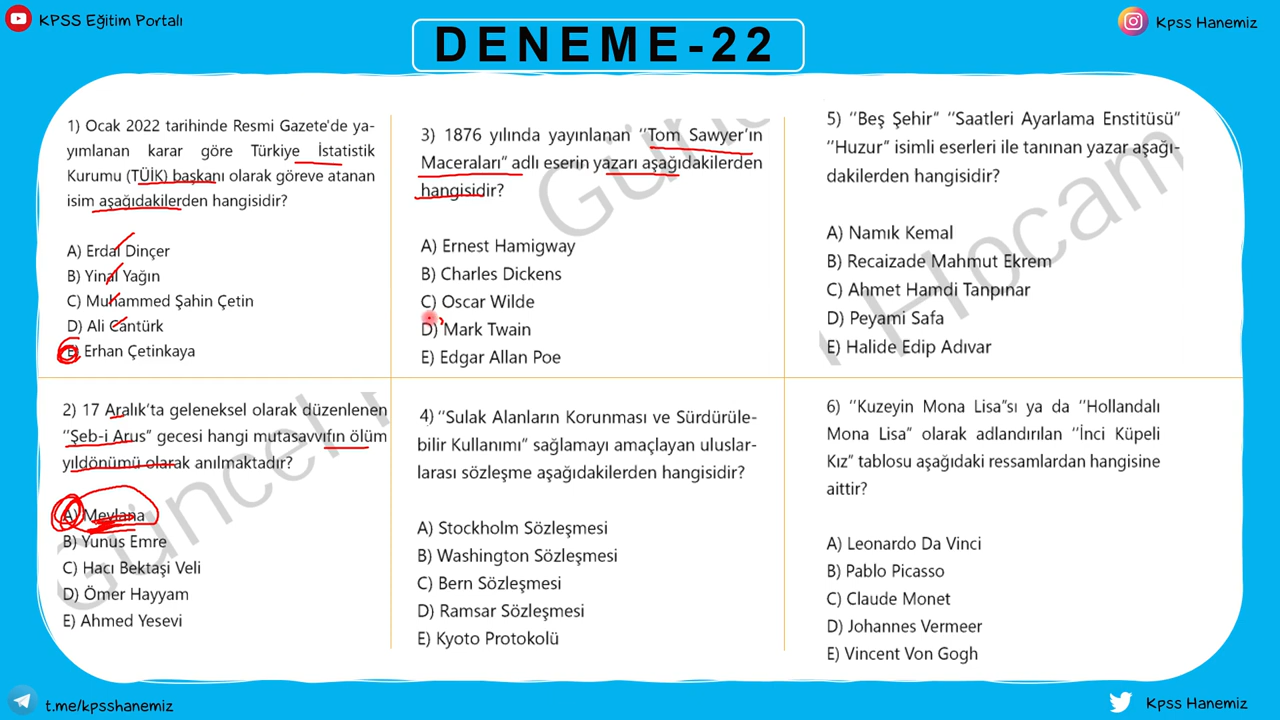 KPSS Eğitim Portalı
DENEME-22
Kpss Hanemiz
1) Ocak 2022 tarihinde Resmi Gazete'de ya-
yımlanan karar göre Türkiye İstatistik
Kurumu (TÜİK) başkanı olarak göreve atanan
isim aşağıdakilerden hangisidir?
A) Erdal Dinçer
B) Yinal Yağın
C) Muhammed Şahin Çetin
D) Ali Cantürk
E) Erhan Çetinkaya
2) 17 Aralık’ta geleneksel olarak düzenlenen
‘‘Şeb-i Arus” gecesi hangi mutasavvıfın ölüm
yıldönümü olarak anılmaktadır?
A) Mevlana
B) Yunus Emre
C) Hacı Bektaşi Veli
D) Ömer Hayyam
E) Ahmed Yesevi
3) 1876 yılında yayınlanan ‘‘Tom Sawyer’ın
Maceraları” adlı eserin yazarı aşağıdakilerden
hangisidir?
A) Ernest Hamigway
B) Charles Dickens
C) Oscar Wilde
D) Mark Twain
E) Edgar Allan Poe
4) ‘‘Sulak Alanların Korunması ve Sürdürüle-
bilir Kullanımı” sağlamayı amaçlayan uluslar-
larası sözleşme aşağıdakilerden hangisidir?
A) Stockholm Sözleşmesi
B) Washington Sözleşmesi
C) Bern Sözleşmesi
D) Ramsar Sözleşmesi
E) Kyoto Protokolü
5) ‘‘Beş Şehir” ‘‘Saatleri Ayarlama Enstitüsü”
‘‘Huzur” isimli eserleri ile tanınan yazar aşağı-
dakilerden hangisidir?
A) Namık Kemal
B) Recaizade Mahmut Ekrem
C) Ahmet Hamdi Tanpınar
D) Peyami Safa
E) Halide Edip Adıvar
6) ‘‘Kuzeyin Mona Lisa”sı ya da ‘‘Hollandalı
Mona Lisa” olarak adlandırılan ‘‘İnci Küpeli
Kız” tablosu aşağıdaki ressamlardan hangisine
aittir?
A) Leonardo Da Vinci
B) Pablo Picasso
C) Claude Monet
D) Johannes Vermeer
E) Vincent Von Gogh
Güncel
Hocam
t.me/kpsshanemiz
Kpss Hanemiz